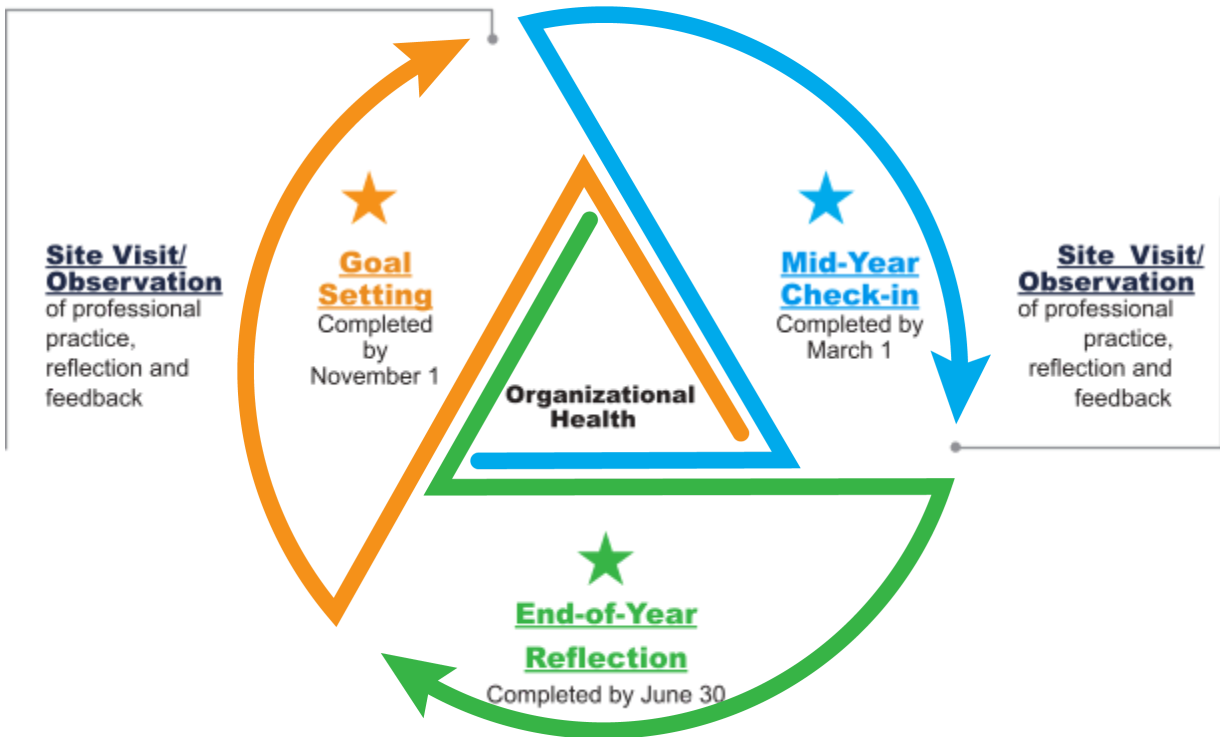 Site Visit/
Observation
of professional
practice,
reflection and
feedback
Goal
Setting
Completed
by
November 1
Organizational
Health
Mid-Year
Check-in
Completed by
March 1
Site Visit/
Observation
of professional
practice,
reflection and
feedback
End-of-Year
Reflection
Completed by June 30